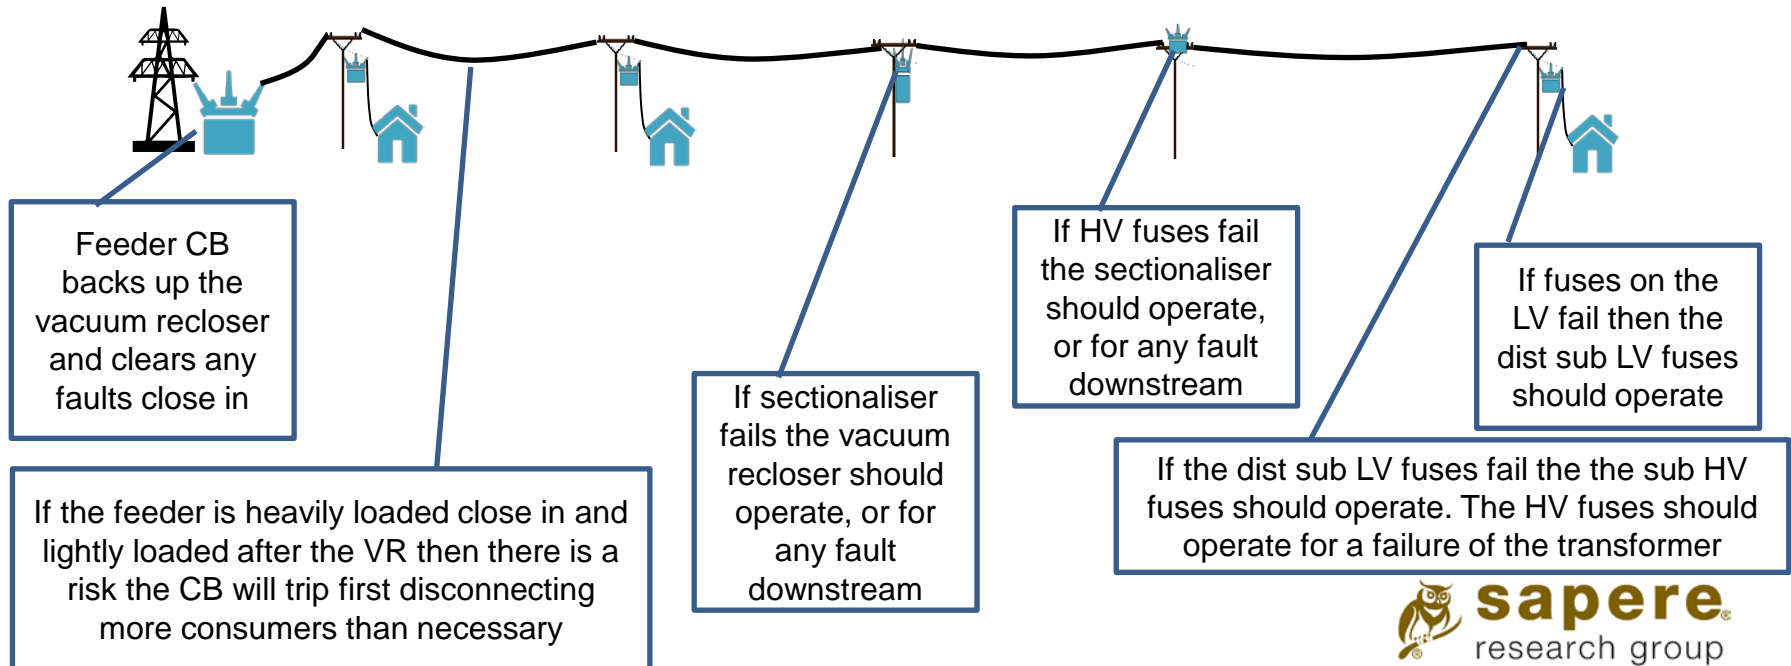 Feeder CB
backs up the
vacuum recloser
and clears any
faults close in
If the feeder is heavily loaded close in and
lightly loaded after the VR then there is a
risk the CB will trip first disconnecting
more consumers than necessary
If sectionaliser
fails the vacuum
recloser should
operate, or for
any fault
downstream
If HV fuses fail
the sectionaliser
should operate,
or for any fault
downstream
If fuses on the
LV fail then the
dist sub LV fuses
should operate
If the dist sub LV fuses fail the the sub HV
fuses should operate. The HV fuses should
operate for a failure of the transformer
sapere®
research group